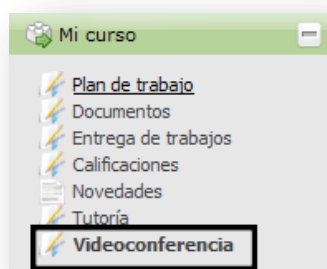 Mi curso
Plan de trabajo
Documentos
Entrega de trabajos
Calificaciones
Novedades
Tutoría
Videoconferencia